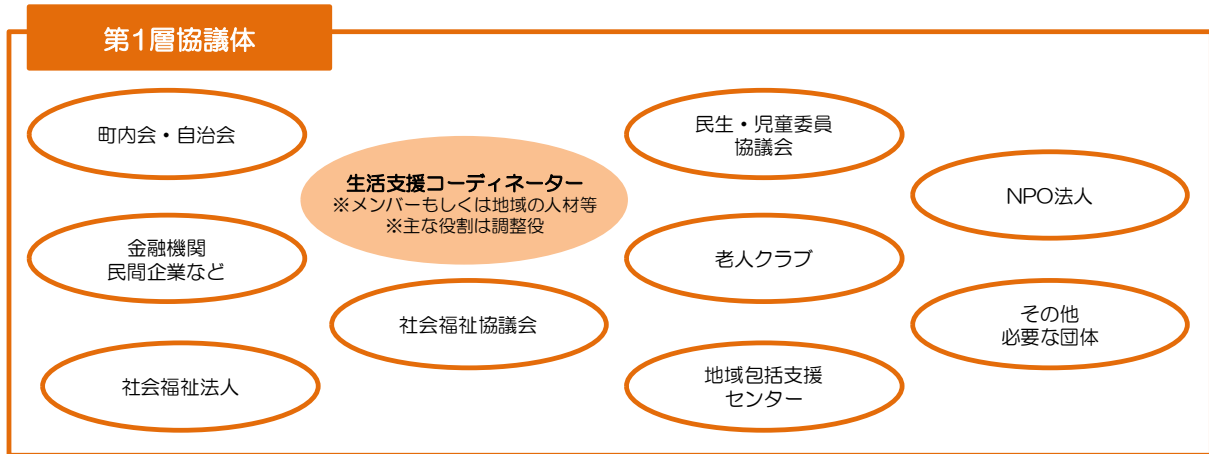 第1層協議体
町内会・自治会
民生・児童委員
協議会
生活支援コーディネーター
※メンバーもしくは地域の人材等
※主な役割は調整役
NPO法人
金融機関
民間企業など
老人クラブ
社会福祉協議会
その他
必要な団体
社会福祉法人
地域包括支援
センター